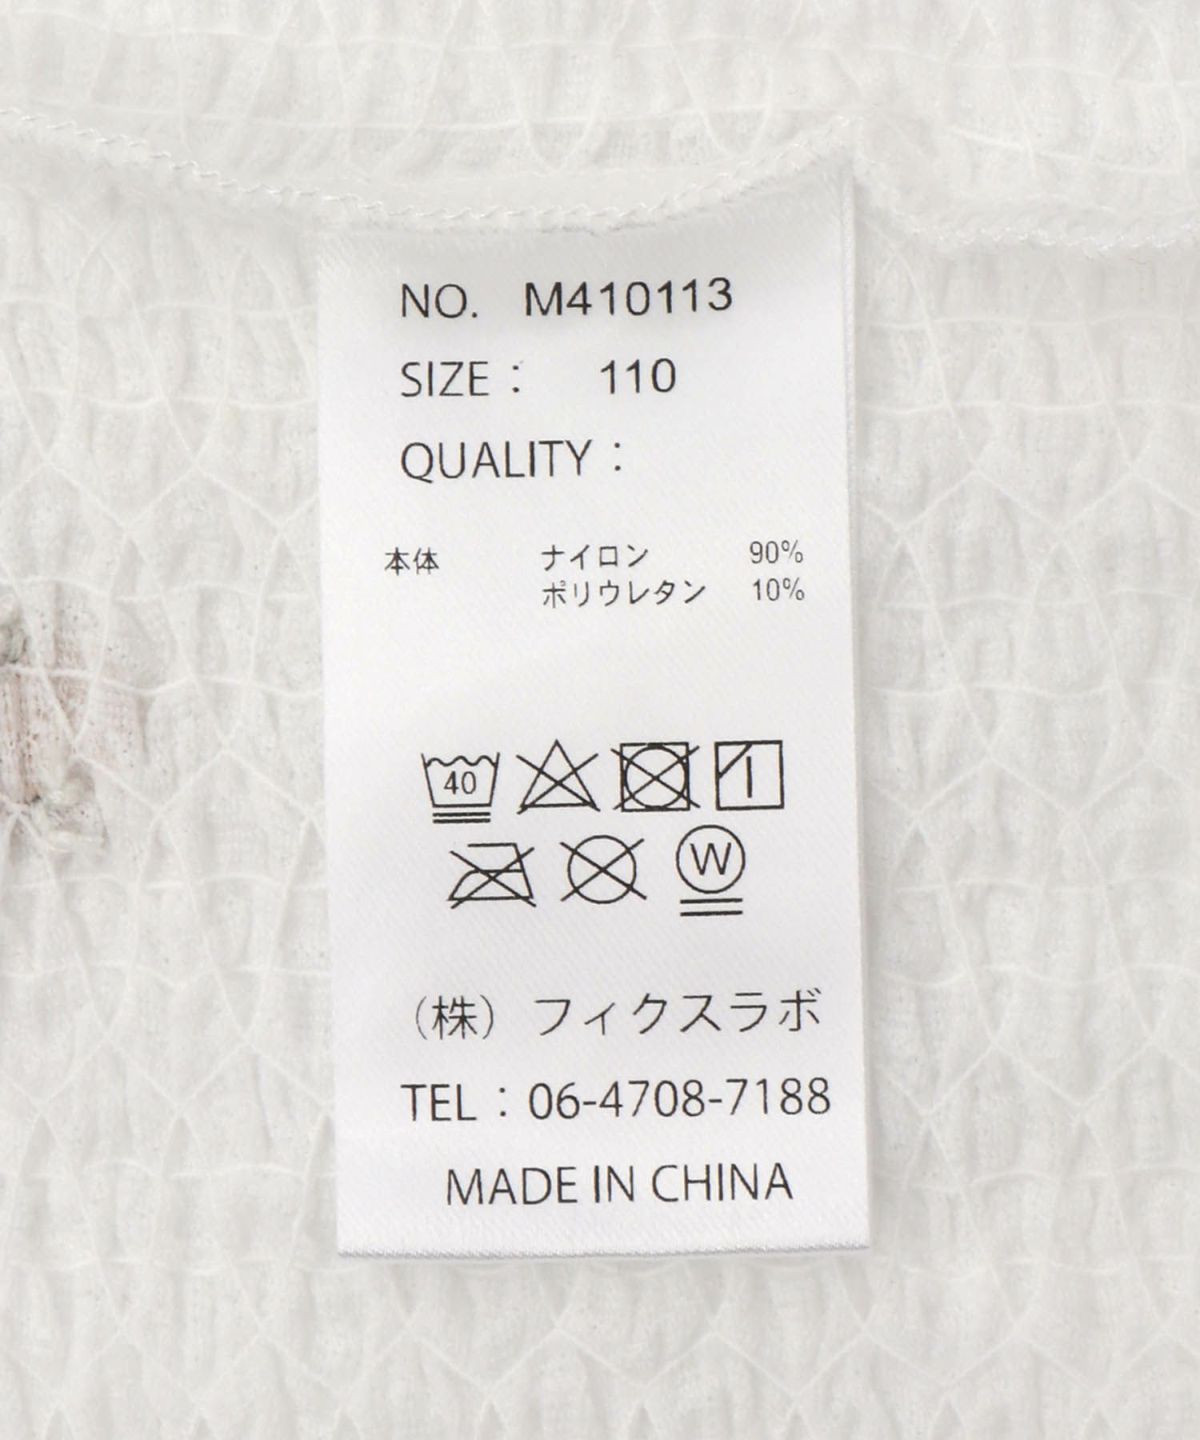 NO. M410113
SIZE： 110
QUALITY：
本体 ナイロン 90%
ポリウレタン 10%
40
W
（株）フィクスラボ
TEL：06-4708-7188
MADE IN CHINA